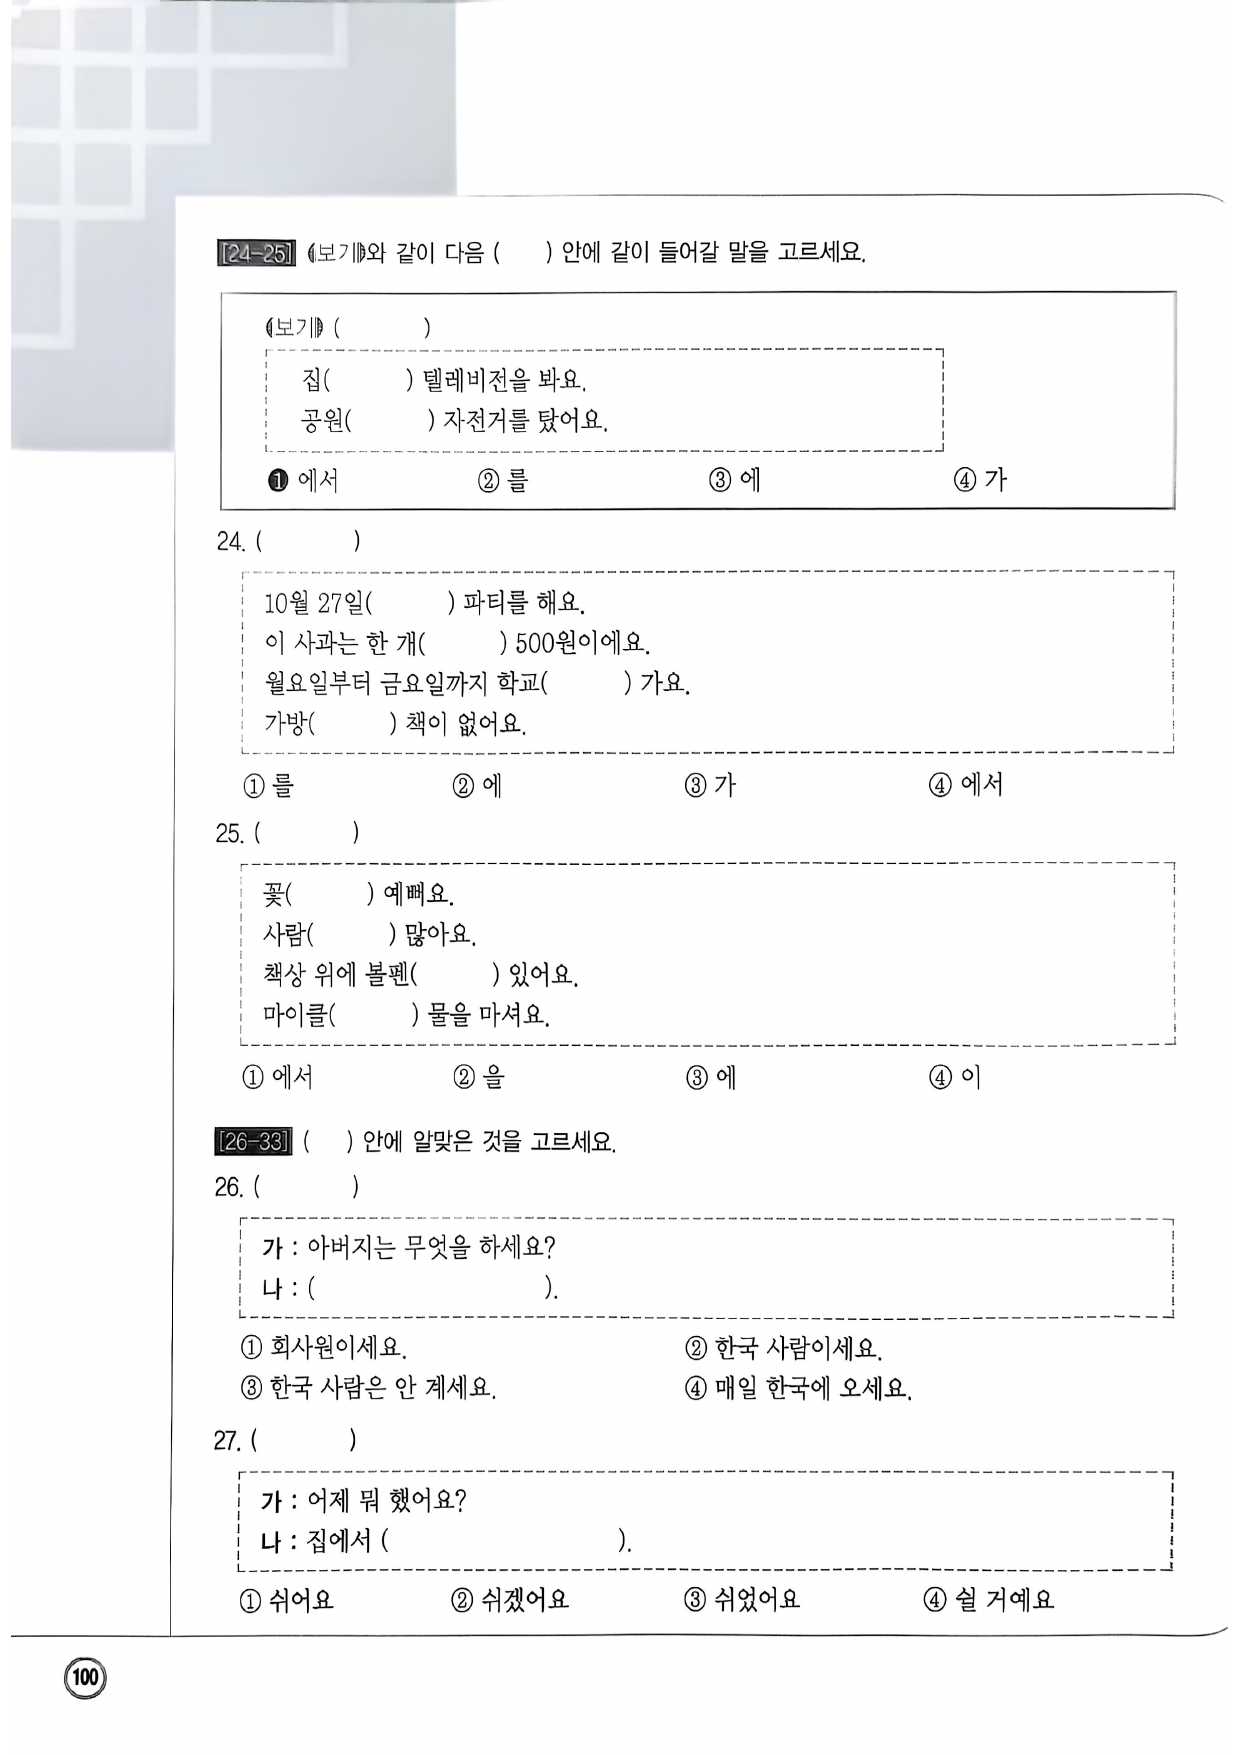 [24-25] 《보기》와 같이 다음 (    ) 안에 같이 들어갈 말을 고르세요.
《보기》 (        )
집(        ) 텔레비전을 봐요.
공원(        ) 자전거를 탔어요.
❶ 에서 ② 를 ③ 에 ④ 가
24. (        )
10월 27일(        ) 파티를 해요.
이 사과는 한 개(        ) 500원이에요.
월요일부터 금요일까지 학교(        ) 가요.
가방(        ) 책이 없어요.
① 를 ② 에 ③ 가 ④ 에서
25. (        )
꽃(        ) 예뻐요.
사람(        ) 많아요.
책상 위에 볼펜(        ) 있어요.
마이클(        ) 물을 마셔요.
① 에서 ② 을 ③ 에 ④ 이
[26-33] (    ) 안에 알맞은 것을 고르세요.
26. (        )
가 : 아버지는 무엇을 하세요?
나 : (                    ).
① 회사원이세요. ② 한국 사람이세요.
③ 한국 사람은 안 계세요. ④ 매일 한국에 오세요.
27. (        )
가 : 어제 뭐 했어요?
나 : 집에서 (                    ).
① 쉬어요 ② 쉬겠어요 ③ 쉬었어요 ④ 쉴 거예요
100